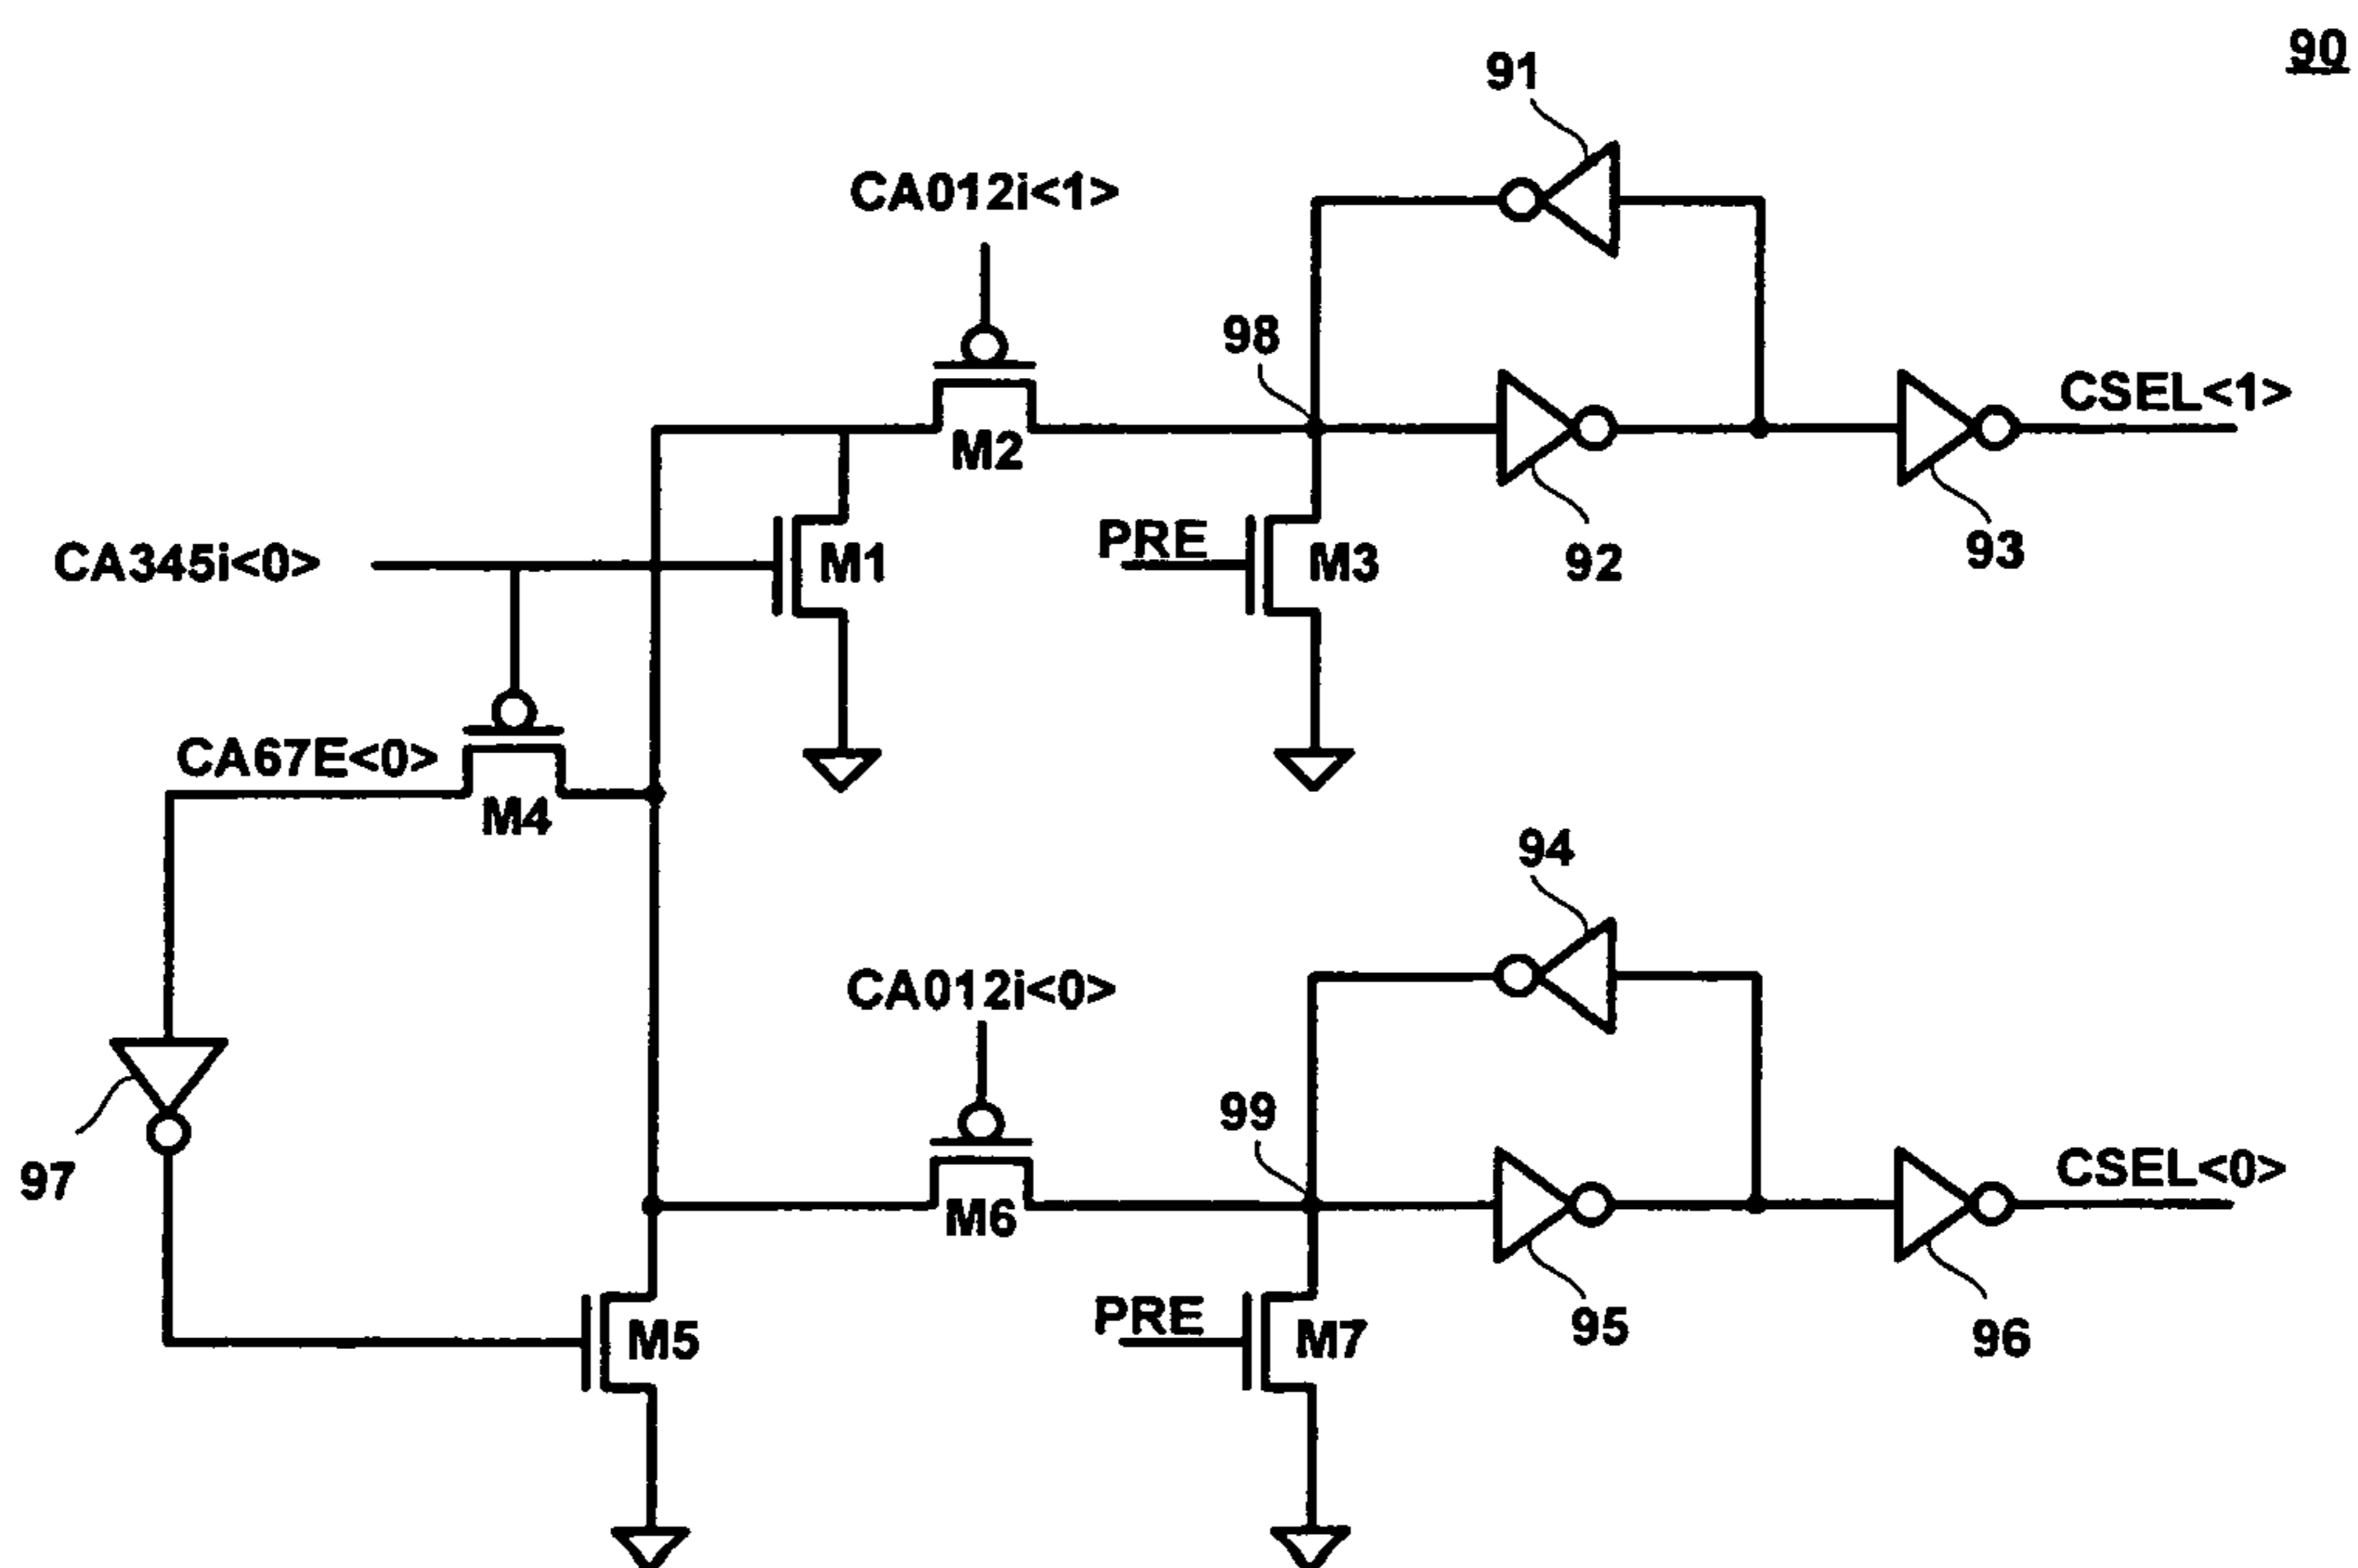 90
91
CA012i<1>
98
CSEL<1>
M2
PRE
CA345i<0>
M1
M3
92
93
CA67E<0>
M4
94
CA012i<0>
99
CSEL<0>
97
M6
PRE
M5
M7
95
96